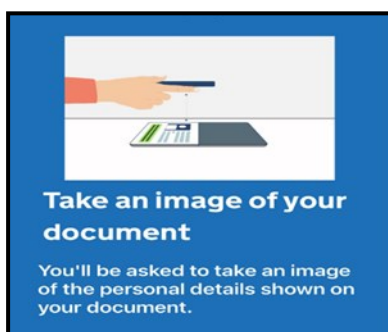 Take an image of your
document
You'll be asked to take an image
of the personal details shown on
your document.